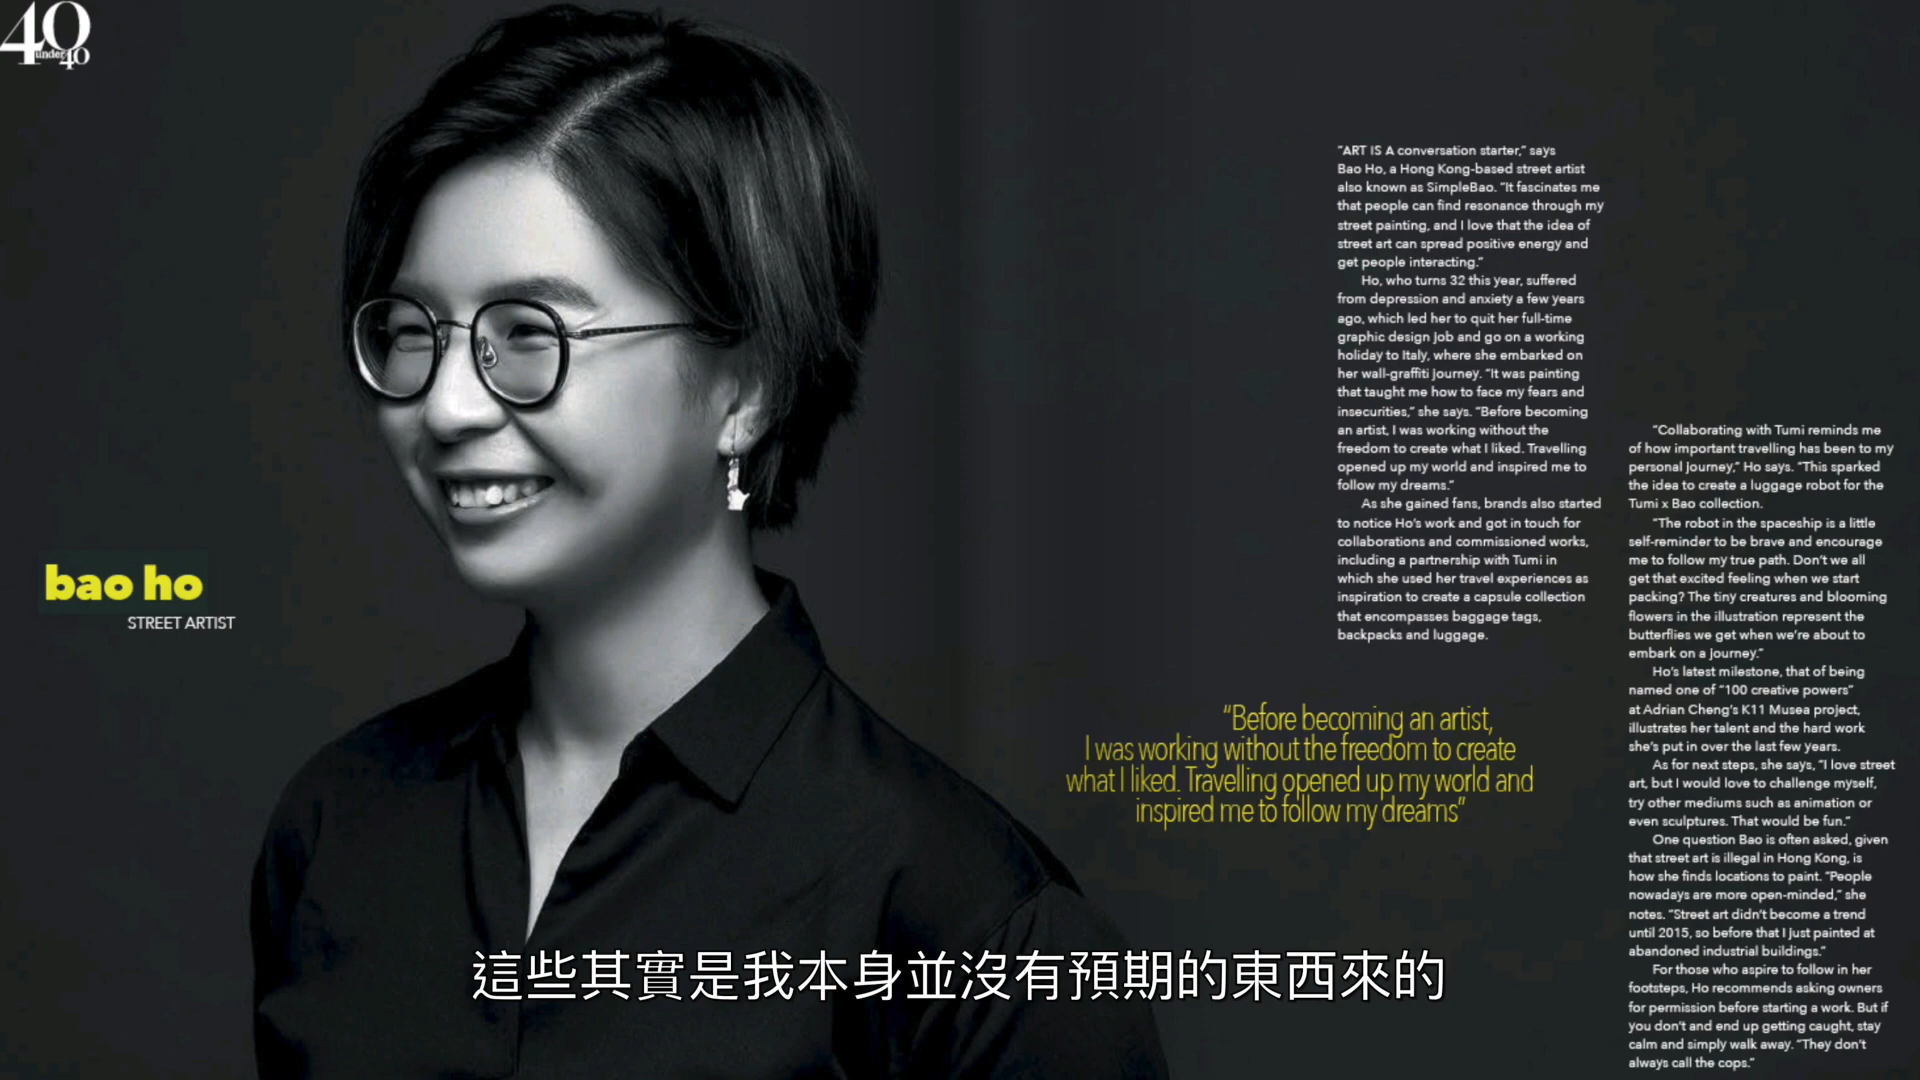 40
under 40
bao ho
STREET ARTIST
"ART IS A conversation starter," says
Bao Ho, a Hong Kong-based street artist
also known as SimpleBao. "It fascinates me
that people can find resonance through my
street painting, and I love that the idea of
street art can spread positive energy and
get people interacting."
Ho, who turns 32 this year, suffered
from depression and anxiety a few years
ago, which led her to quit her full-time
graphic design job and go on a working
holiday to Italy, where she embarked on
her wall-graffiti journey. "It was painting
that taught me how to face my fears and
insecurities," she says. "Before becoming
an artist, I was working without the
freedom to create what I liked. Travelling
opened up my world and inspired me to
follow my dreams."
As she gained fans, brands also started
to notice Ho's work and got in touch for
collaborations and commissioned works,
including a partnership with Tumi in
which she used her travel experiences as
inspiration to create a capsule collection
that encompasses baggage tags,
backpacks and luggage.
"Before becoming an artist,
I was working without the freedom to create
what I liked. Travelling opened up my world and
inspired me to follow my dreams"
"Collaborating with Tumi reminds me
of how important travelling has been to my
personal journey," Ho says. "This sparked
the idea to create a luggage robot for the
Tumi x Bao collection.
"The robot in the spaceship is a little
self-reminder to be brave and encourage
me to follow my true path. Don't we all
get that excited feeling when we start
packing? The tiny creatures and blooming
flowers in the illustration represent the
butterflies we get when we're about to
embark on a journey."
Ho's latest milestone, that of being
named one of "100 creative powers"
at Adrian Cheng's K11 Musea project,
illustrates her talent and the hard work
she's put in over the last few years.
As for next steps, she says, "I love street
art, but I would love to challenge myself,
try other mediums such as animation or
even sculptures. That would be fun."
One question Bao is often asked, given
that street art is illegal in Hong Kong, is
how she finds locations to paint. "People
nowadays are more open-minded," she
notes. "Street art didn't become a trend
until 2015, so before that I just painted at
abandoned industrial buildings."
For those who aspire to follow in her
footsteps, Ho recommends asking owners
for permission before starting a work. But if
you don't and end up getting caught, stay
calm and simply walk away. "They don't
always call the cops."
這些其實是我本身並沒有預期的東西來的